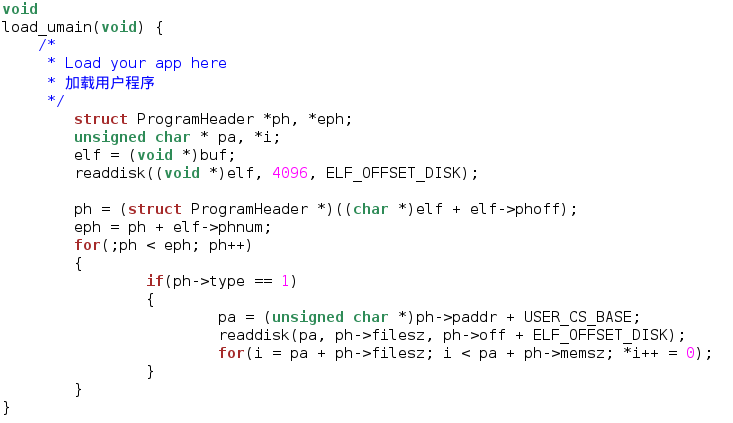 void
load_umain(void) {
    /*
     * Load your app here
     * 加载用户程序
     */
        struct ProgramHeader *ph, *eph;
        unsigned char * pa, *i;
        elf = (void *)buf;
        readdisk((void *)elf, 4096, ELF_OFFSET_DISK);

        ph = (struct ProgramHeader *)((char *)elf + elf->phoff);
        eph = ph + elf->phnum;
        for(;ph < eph; ph++)
        {
                if(ph->type == 1)
                {
                        pa = (unsigned char *)ph->paddr + USER_CS_BASE;
                        readdisk(pa, ph->filesz, ph->off + ELF_OFFSET_DISK);
                        for(i = pa + ph->filesz; i < pa + ph->memsz; *i++ = 0);
                }
        }
}